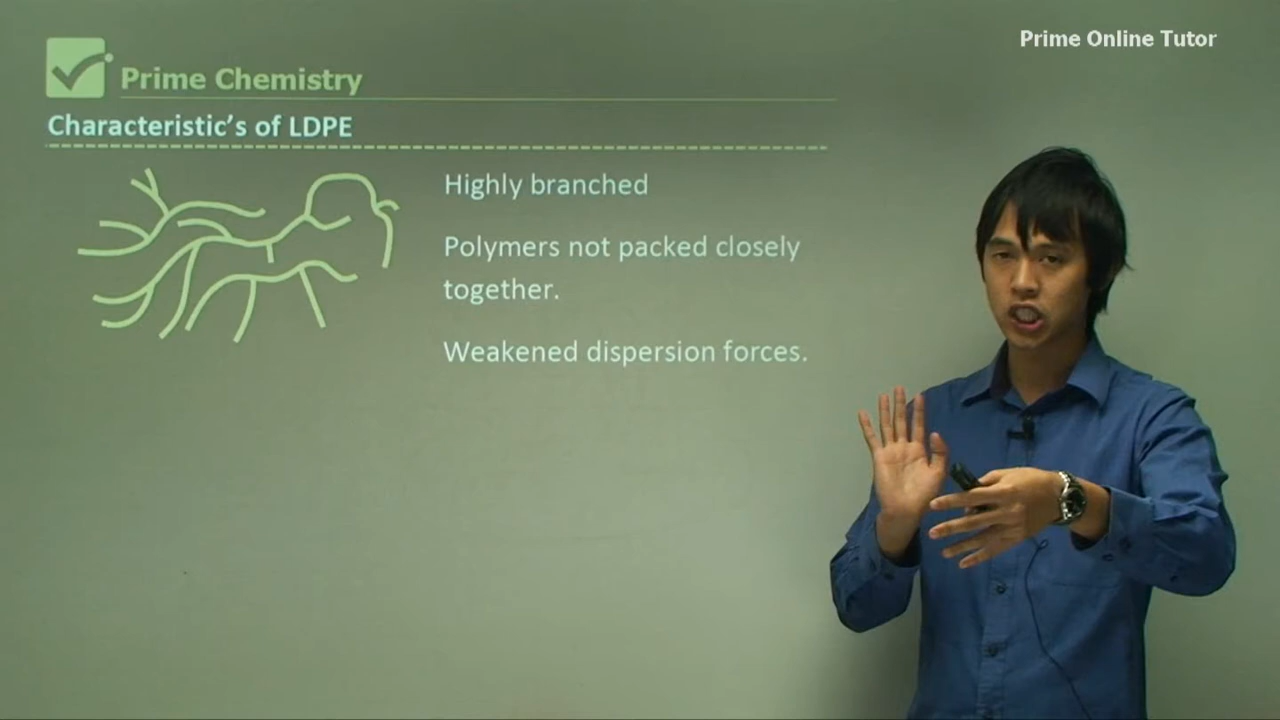 Prime Online Tutor
Prime Chemistry
Characteristic's of LDPE
Highly branched
Polymers not packed closely
together.
Weakened dispersion forces.